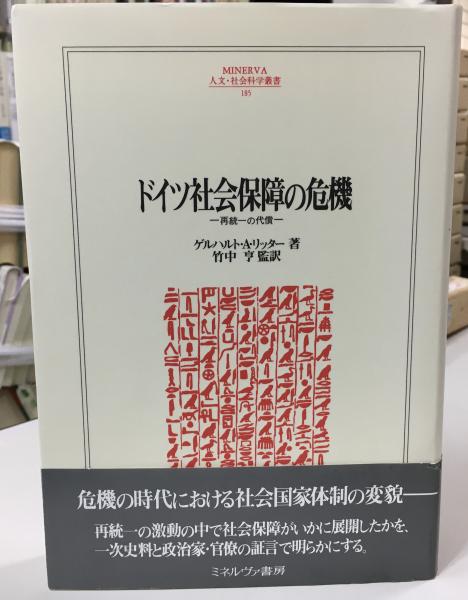 MINERVA
人文・社会科学叢書
185
ドイツ社会保障の危機
―再統一の代償―
ゲルハルト・A・リッター 著
竹中 亨 監訳
危機の時代における社会国家体制の変貌――
再統一の激動の中で社会保障がいかに展開したかを、
一次史料と政治家・官僚の証言で明らかにする。
ミネルヴァ書房